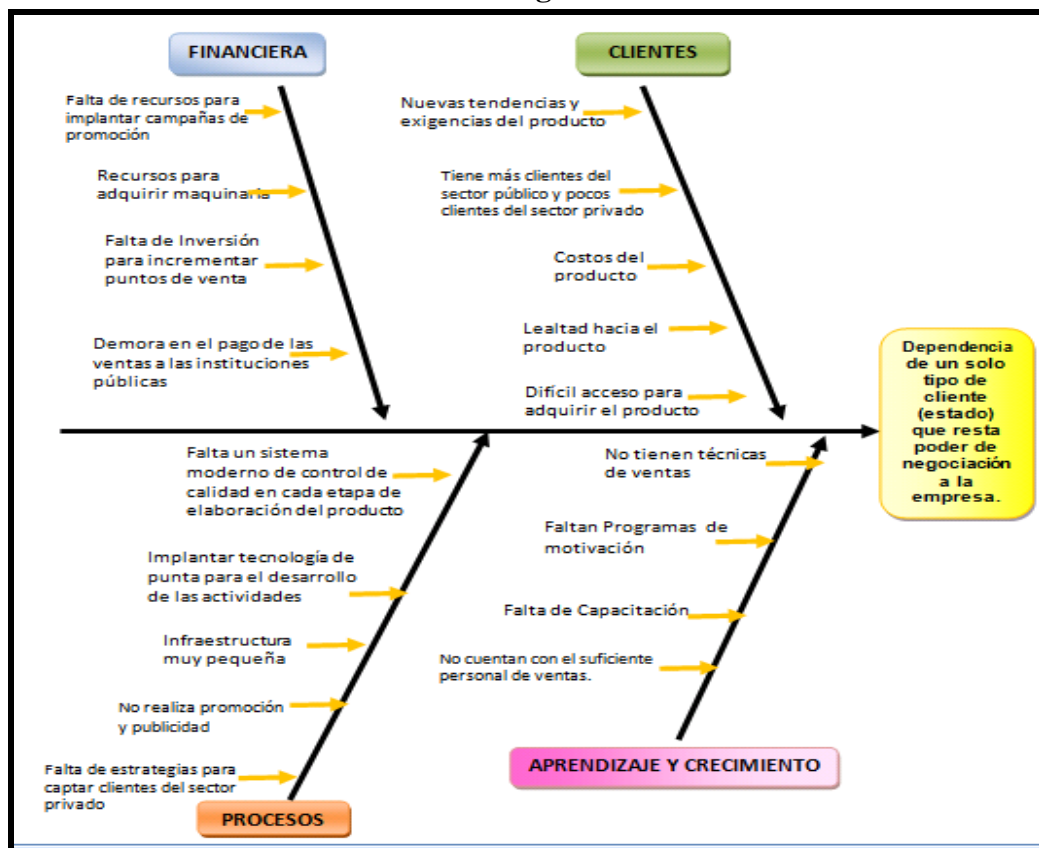 FINANCIERA
Falta de recursos para
implantar campañas de
promoción
Recursos para
adquirir maquinaria
Falta de Inversión
para incrementar
puntos de venta
Demora en el pago de las
ventas a las instituciones
públicas
CLIENTES
Nuevas tendencias y
exigencias del producto
Tiene más clientes del
sector público y pocos
clientes del sector privado
Costos del
producto
Lealtad hacia el
producto
Difícil acceso para
adquirir el producto
Dependencia
de un solo
tipo de
cliente
(estado)
que resta
poder de
negociación
a la
empresa.
Falta un sistema
moderno de control de
calidad en cada etapa de
elaboración del producto
Implantar tecnología de
punta para el desarrollo
de las actividades
Infraestructura
muy pequeña
No realiza promoción
y publicidad
Falta de estrategias para
captar clientes del sector
privado
PROCESOS
No tienen técnicas
de ventas
Faltan Programas de
motivación
Falta de Capacitación
No cuentan con el suficiente
personal de ventas.
APRENDIZAJE Y CRECIMIENTO